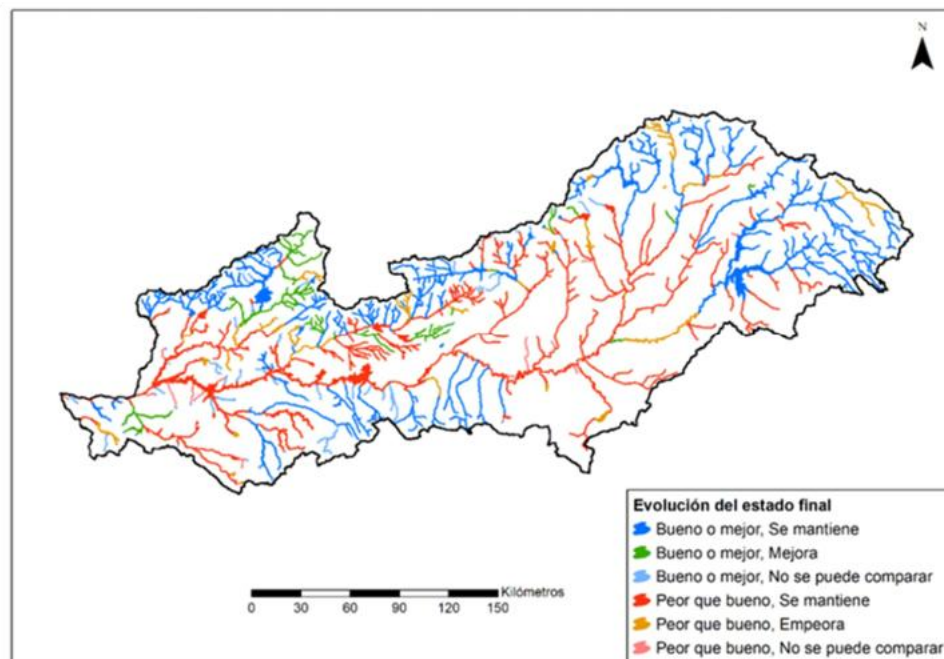 N
Kilómetros
0 30 60 90 120 150
Evolución del estado final
Bueno o mejor, Se mantiene
Bueno o mejor, Mejora
Bueno o mejor, No se puede comparar
Peor que bueno, Se mantiene
Peor que bueno, Empeora
Peor que bueno, No se puede comparar